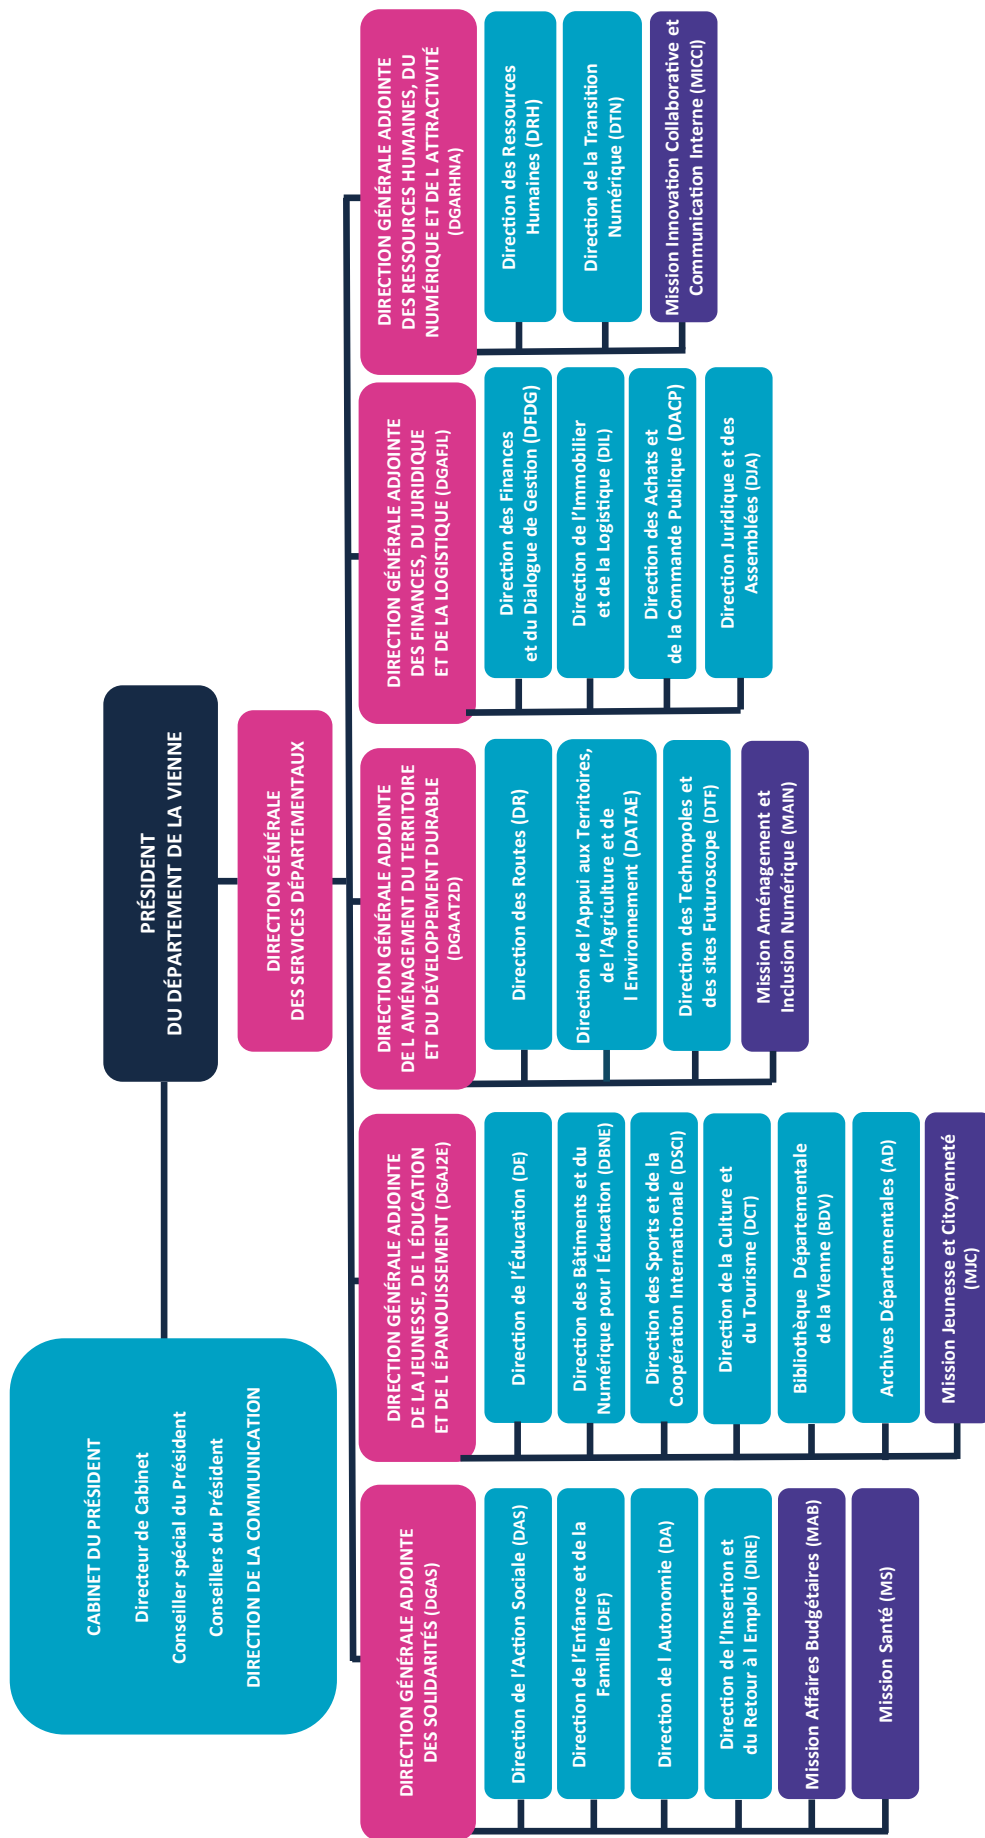 PRÉSIDENT
DU DÉPARTEMENT DE LA VIENNE
CABINET DU PRÉSIDENT
Directeur de Cabinet
Conseiller spécial du Président
Conseillers du Président
DIRECTION DE LA COMMUNICATION
DIRECTION GÉNÉRALE
DES SERVICES DÉPARTEMENTAUX
DIRECTION GÉNÉRALE ADJOINTE
DES SOLIDARITÉS (DGAS)
Direction de l'Action Sociale (DAS)
Direction de l'Enfance et de la
Famille (DEF)
Direction de l Autonomie (DA)
Direction de l'Insertion et
du Retour à l Emploi (DIRE)
Mission Affaires Budgétaires (MAB)
Mission Santé (MS)
DIRECTION GÉNÉRALE ADJOINTE
DE LA JEUNESSE, DE L ÉDUCATION
ET DE L ÉPANOUISSEMENT (DGAJ2E)
Direction de l'Éducation (DE)
Direction des Bâtiments et du
Numérique pour l Éducation (DBNE)
Direction des Sports et de la
Coopération Internationale (DSCI)
Direction de la Culture et
du Tourisme (DCT)
Bibliothèque Départementale
de la Vienne (BDV)
Archives Départementales (AD)
Mission Jeunesse et Citoyenneté
(MJC)
DIRECTION GÉNÉRALE ADJOINTE
DE L AMÉNAGEMENT DU TERRITOIRE
ET DU DÉVELOPPEMENT DURABLE
(DGAAT2D)
Direction des Routes (DR)
Direction de l'Appui aux Territoires,
de l'Agriculture et de
l Environnement (DATAE)
Direction des Technopoles et
des sites Futuroscope (DTF)
Mission Aménagement et
Inclusion Numérique (MAIN)
DIRECTION GÉNÉRALE ADJOINTE
DES FINANCES, DU JURIDIQUE
ET DE LA LOGISTIQUE (DGAFJL)
Direction des Finances
et du Dialogue de Gestion (DFDG)
Direction de l'Immobilier
et de la Logistique (DIL)
Direction des Achats et
de la Commande Publique (DACP)
Direction Juridique et des
Assemblées (DJA)
DIRECTION GÉNÉRALE ADJOINTE
DES RESSOURCES HUMAINES, DU
NUMÉRIQUE ET DE L ATTRACTIVITÉ
(DGARHNA)
Direction des Ressources
Humaines (DRH)
Direction de la Transition
Numérique (DTN)
Mission Innovation Collaborative et
Communication Interne (MICCI)